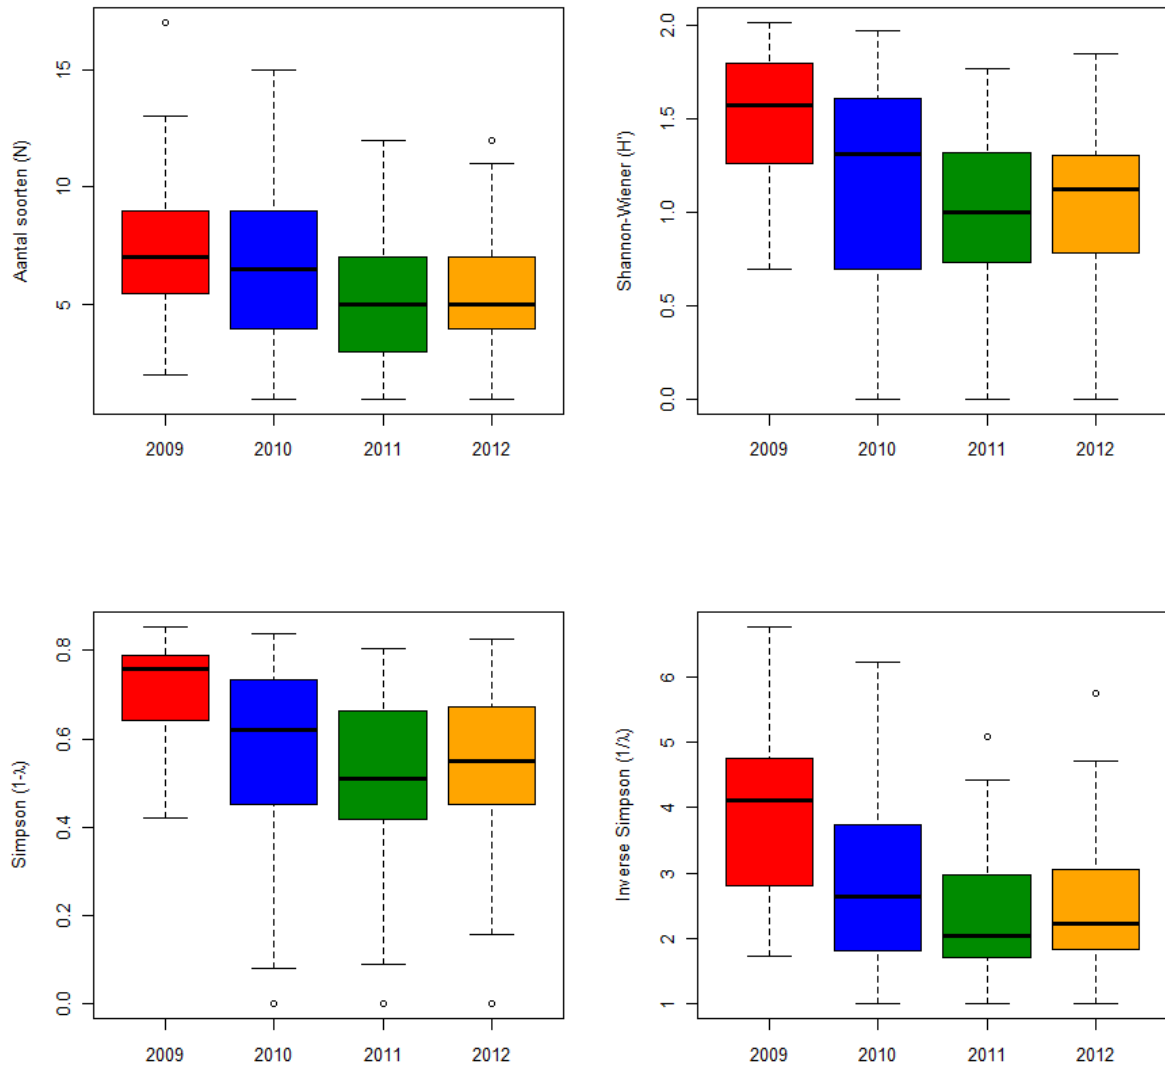 Aantal soorten (N)
15
10
5
2009 2010 2011 2012
Shannon-Wiener (H')
2.0
1.5
1.0
0.5
0.0
2009 2010 2011 2012
Simpson (1-λ)
0.8
0.6
0.4
0.2
0.0
2009 2010 2011 2012
Inverse Simpson (1/λ)
6
5
4
3
2
1
2009 2010 2011 2012